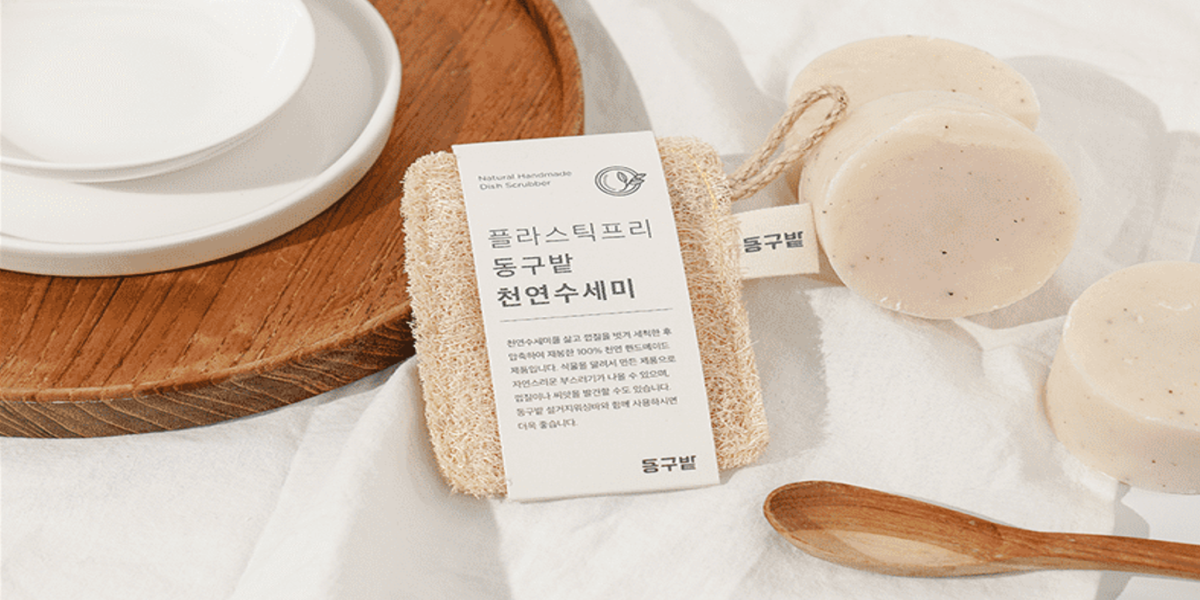 Natural Handmade
Dish Scrubber
플라스틱프리
동구밭
천연수세미
천연수세미를 삶고 껍질을 벗겨 세척한 후
압축하여 재봉한 100% 천연 핸드메이드
제품입니다. 식물을 말려서 만든 제품으로
자연스러운 부스러기가 나올 수 있으며,
껍질이나 씨앗을 발견할 수도 있습니다.
동구밭 설거지워싱바와 함께 사용하시면
더욱 좋습니다.
동구밭
동구밭